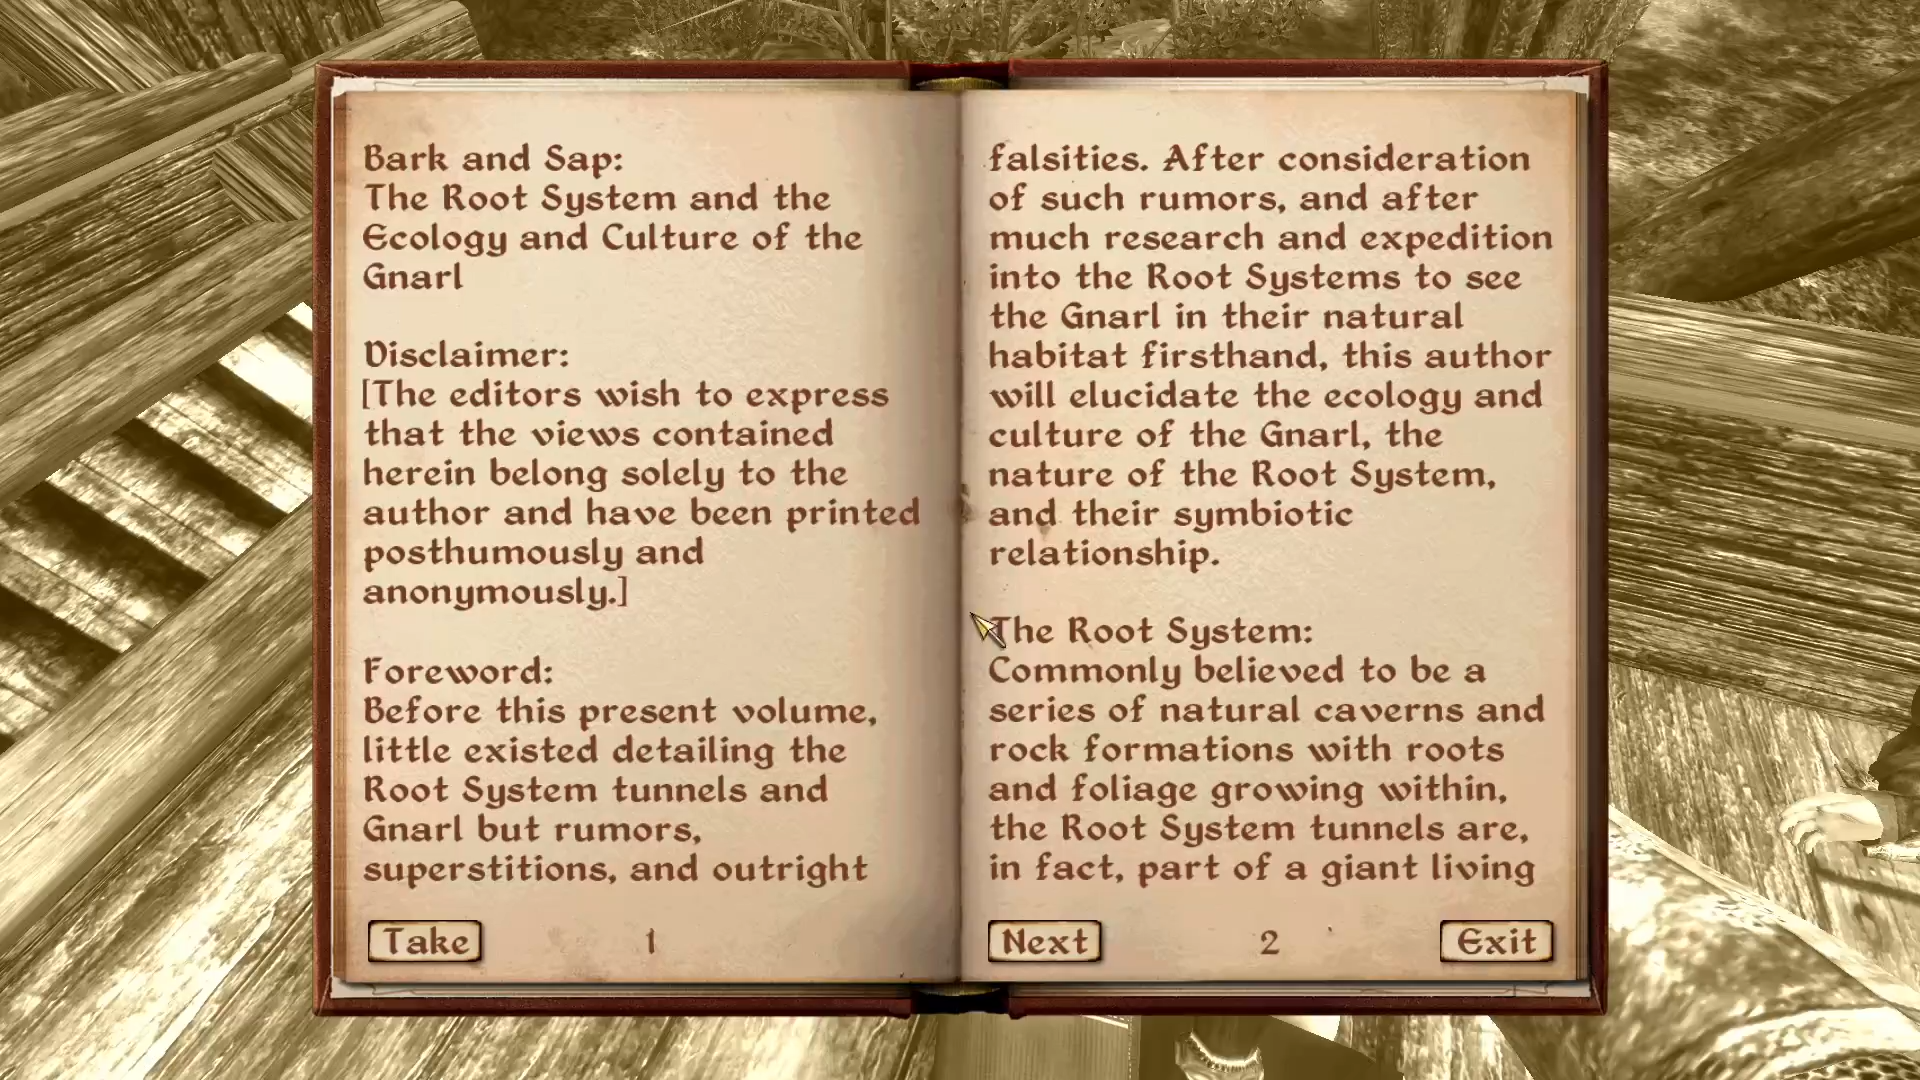 Bark and Sap:
The Root System and the
Ecology and Culture of the
Gnarl
Disclaimer:
[The editors wish to express
that the views contained
herein belong solely to the
author and have been printed
posthumously and
anonymously.]
Foreword:
Before this present volume,
little existed detailing the
Root System tunnels and
Gnarl but rumors,
superstitions, and outright
Take
1
falsities. After consideration
of such rumors, and after
much research and expedition
into the Root Systems to see
the Gnarl in their natural
habitat firsthand, this author
will elucidate the ecology and
culture of the Gnarl, the
nature of the Root System,
and their symbiotic
relationship.
The Root System:
Commonly believed to be a
series of natural caverns and
rock formations with roots
and foliage growing within,
the Root System tunnels are,
in fact, part of a giant living
Next
2
Exit